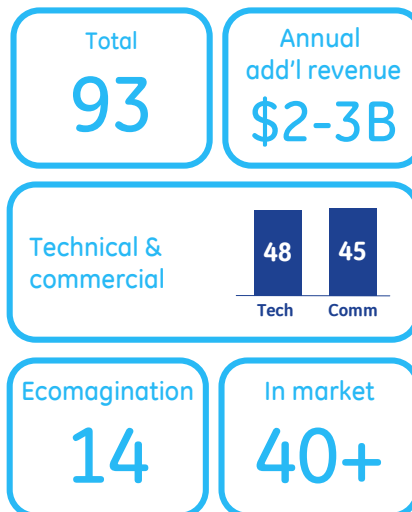 Total
93
Annual
add'l revenue
$2-3B
Technical &
commercial
48
45
Tech
Comm
Ecomagination
14
In market
40+